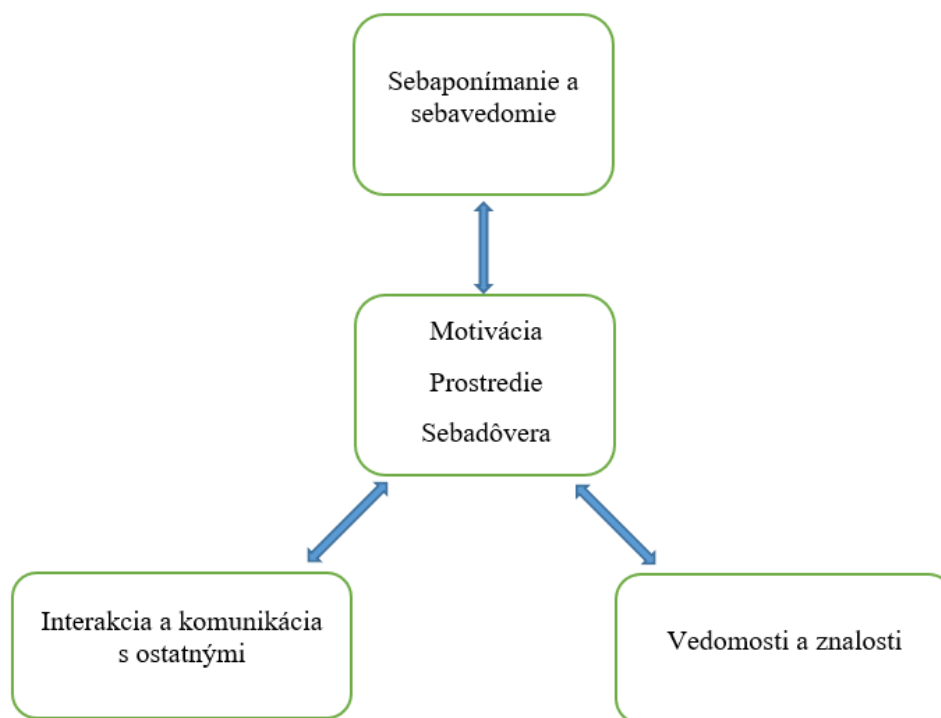 Sebaponímanie a
sebavedomie
Motivácia
Prostredie
Sebadôvera
Interakcia a komunikácia
s ostatnými
Vedomosti a znalosti